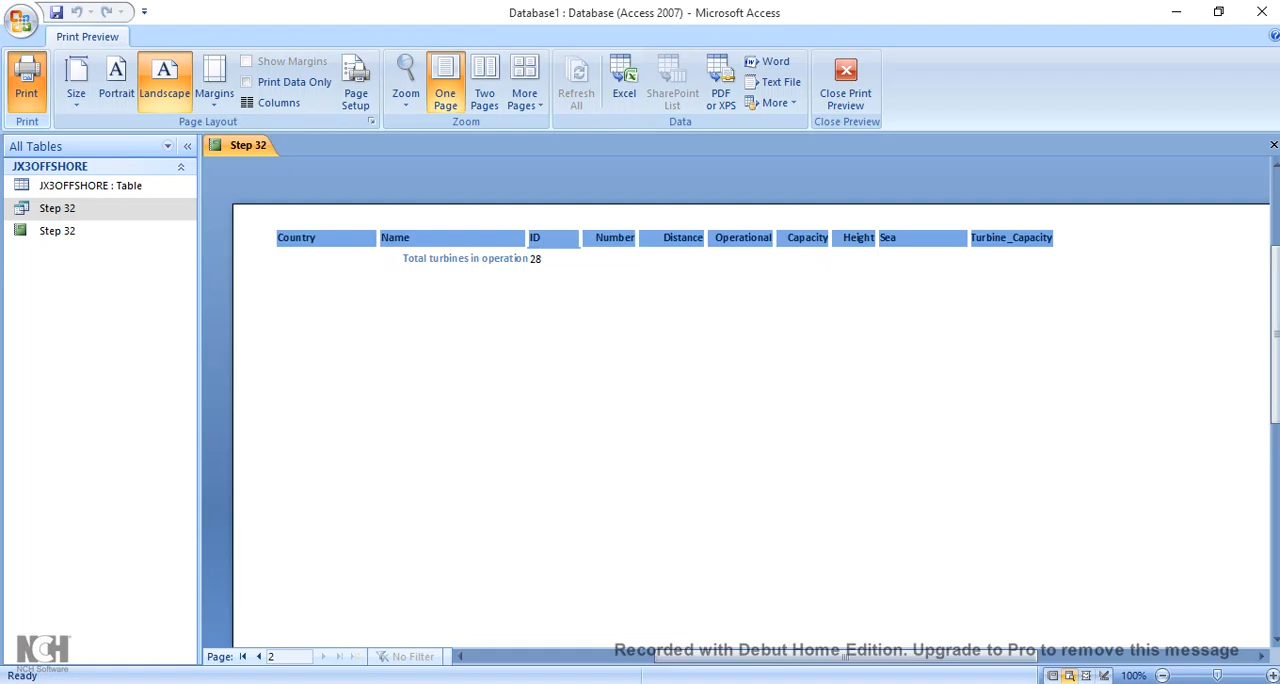 Database1 : Database (Access 2007) - Microsoft Access
Print Preview
Print
Size
Portrait
Landscape
Margins
Show Margins
Print Data Only
Columns
Page Setup
Zoom
One Page
Two Pages
More Pages
Refresh All
Excel
SharePoint List
PDF or XPS
Word
Text File
More
Close Print Preview
Print
Page Layout
Zoom
Data
Close Preview
All Tables
JX3OFFSHORE
JX3OFFSHORE : Table
Step 32
Step 32
Step 32
Country Name ID Number Distance Operational Capacity Height Sea Turbine_Capacity
Total turbines in operation 28
Page: 2 No Filter
Recorded with Debut Home Edition. Upgrade to Pro to remove this message
NCH
NCH Software
Ready
100%